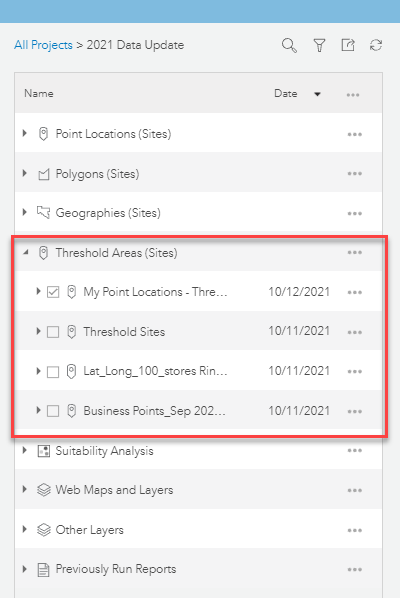 All Projects > 2021 Data Update
Name Date
Point Locations (Sites)
Polygons (Sites)
Geographies (Sites)
Threshold Areas (Sites)
My Point Locations - Thre... 10/12/2021
Threshold Sites 10/11/2021
Lat_Long_100_stores Rin... 10/11/2021
Business Points_Sep 202... 10/11/2021
Suitability Analysis
Web Maps and Layers
Other Layers
Previously Run Reports